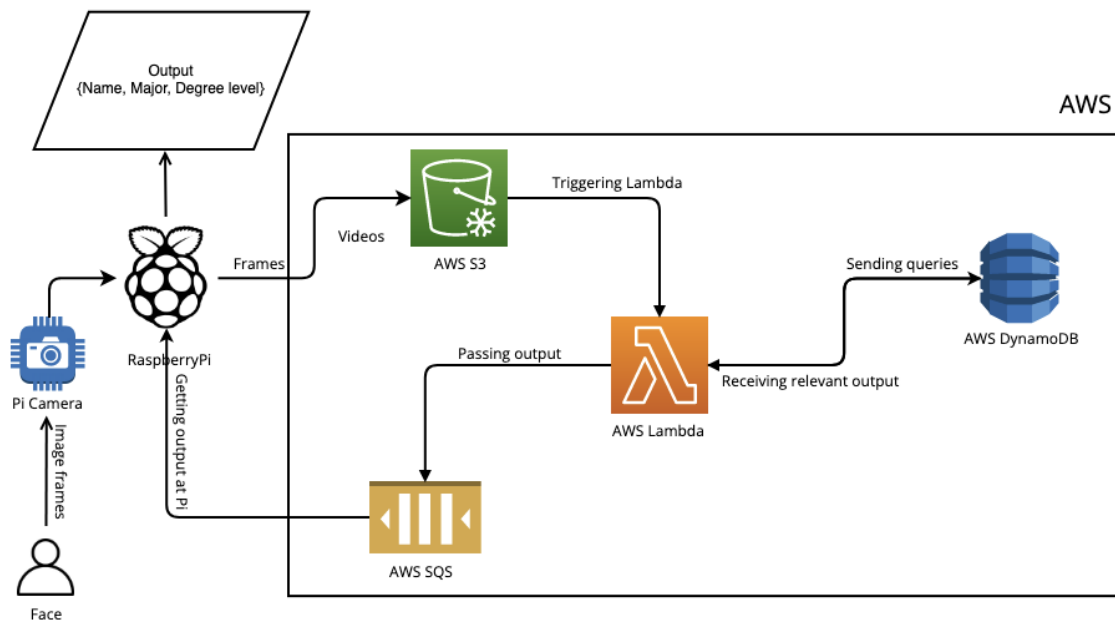 Output
{Name, Major, Degree level}
AWS
Triggering Lambda
Videos
AWS S3
Frames
Sending queries
AWS DynamoDB
RaspberryPi
Passing output
Receiving relevant output
Pi Camera
Getting output at Pi
AWS Lambda
Image frames
AWS SQS
Face